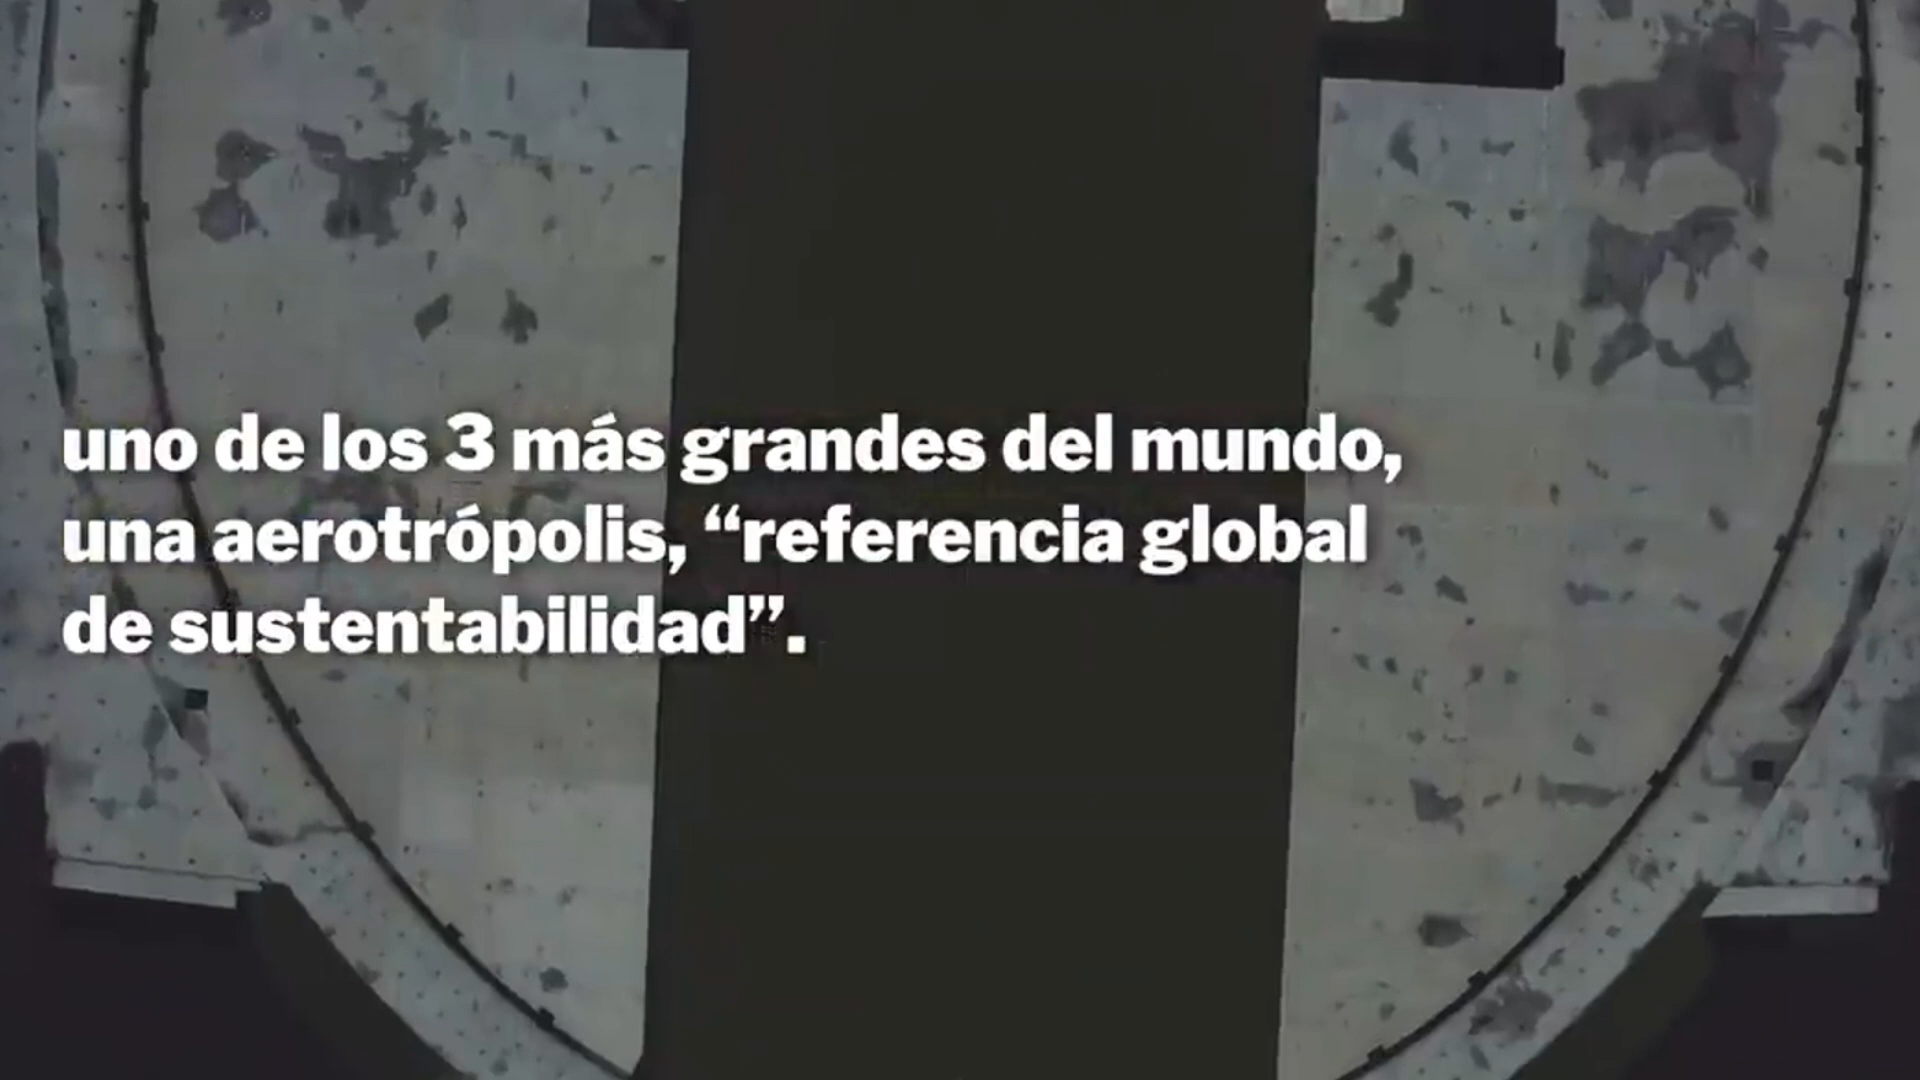 uno de los 3 más grandes del mundo,
una aerotrópolis, “referencia global
de sustentabilidad”.